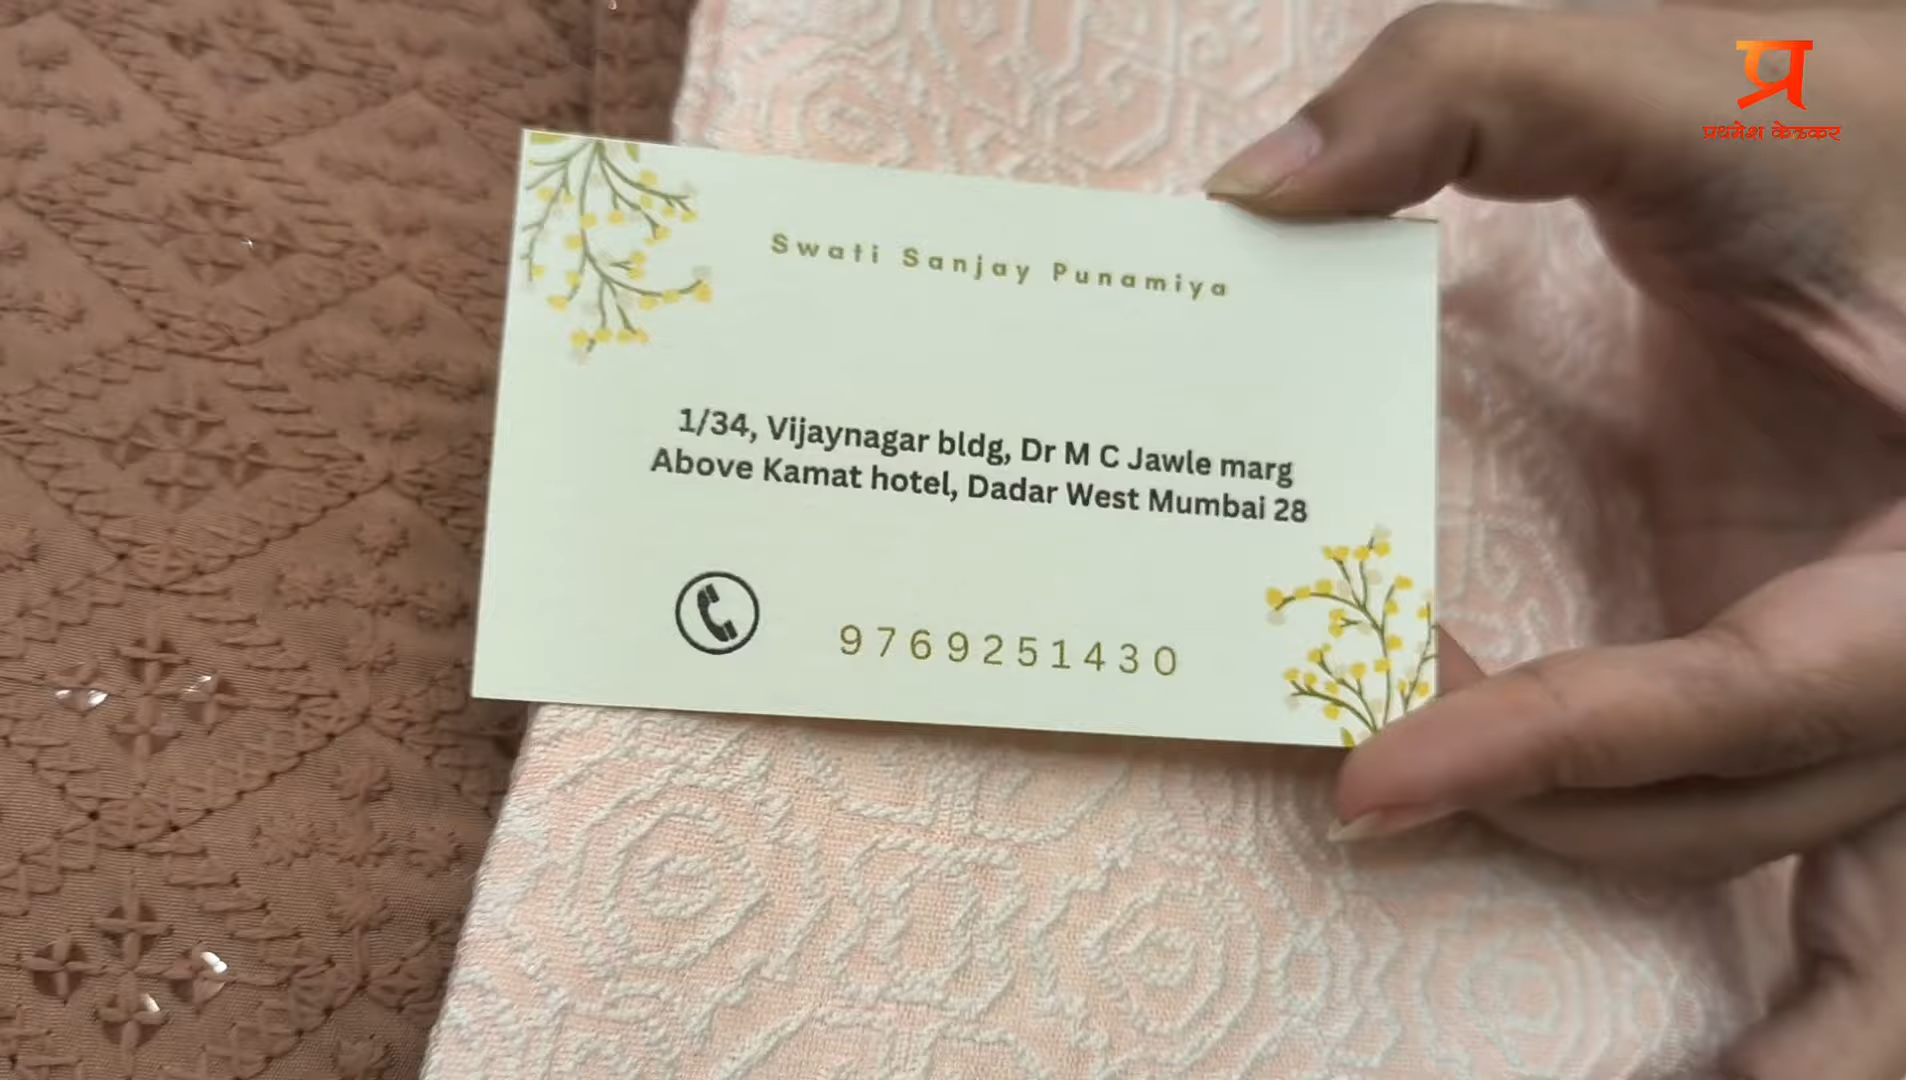 प्र
प्रथमेश केळकर
Swati Sanjay Punamiya
1/34, Vijaynagar bldg, Dr M C Jawle marg
Above Kamat hotel, Dadar West Mumbai 28
9769251430